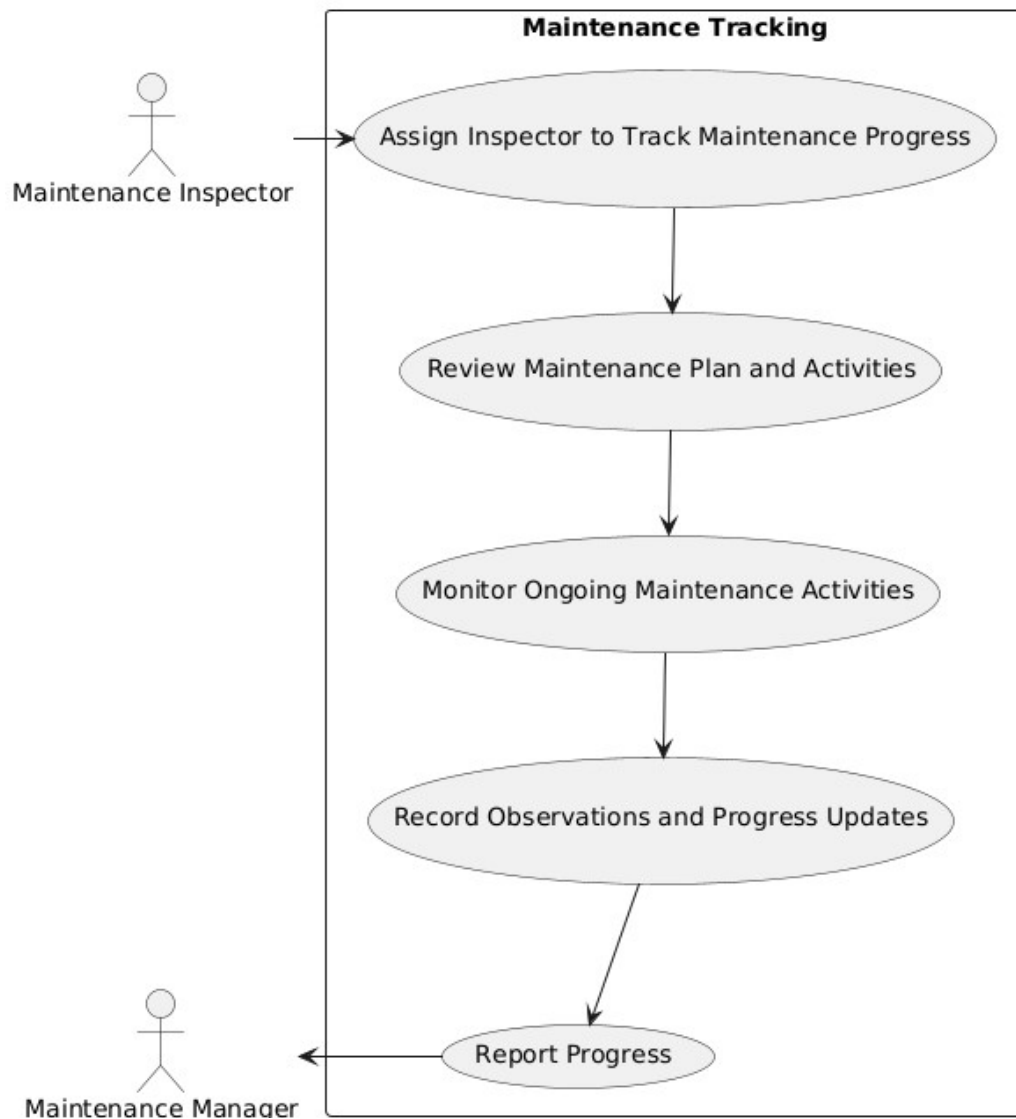 Maintenance Tracking
Assign Inspector to Track Maintenance Progress
Maintenance Inspector
Review Maintenance Plan and Activities
Monitor Ongoing Maintenance Activities
Record Observations and Progress Updates
Report Progress
Maintenance Manager